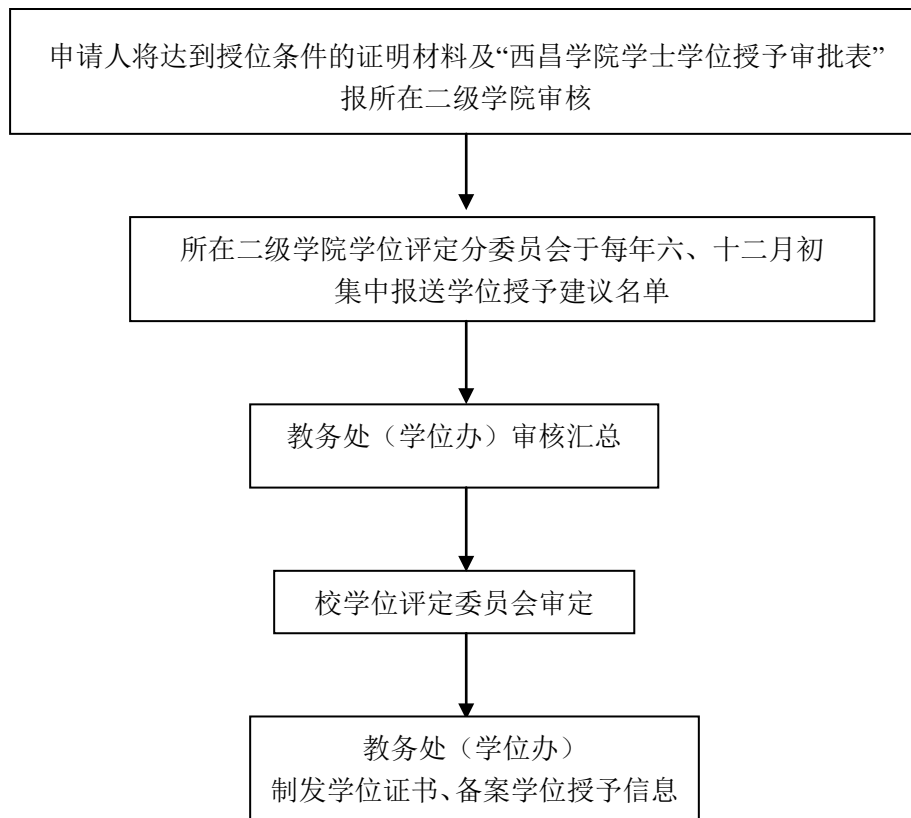 申请人将达到授位条件的证明材料及“西昌学院学士学位授予审批表”
报所在二级学院审核
所在二级学院学位评定分委员会于每年六、十二月初
集中报送学位授予建议名单
教务处（学位办）审核汇总
校学位评定委员会审定
教务处（学位办）
制发学位证书、备案学位授予信息